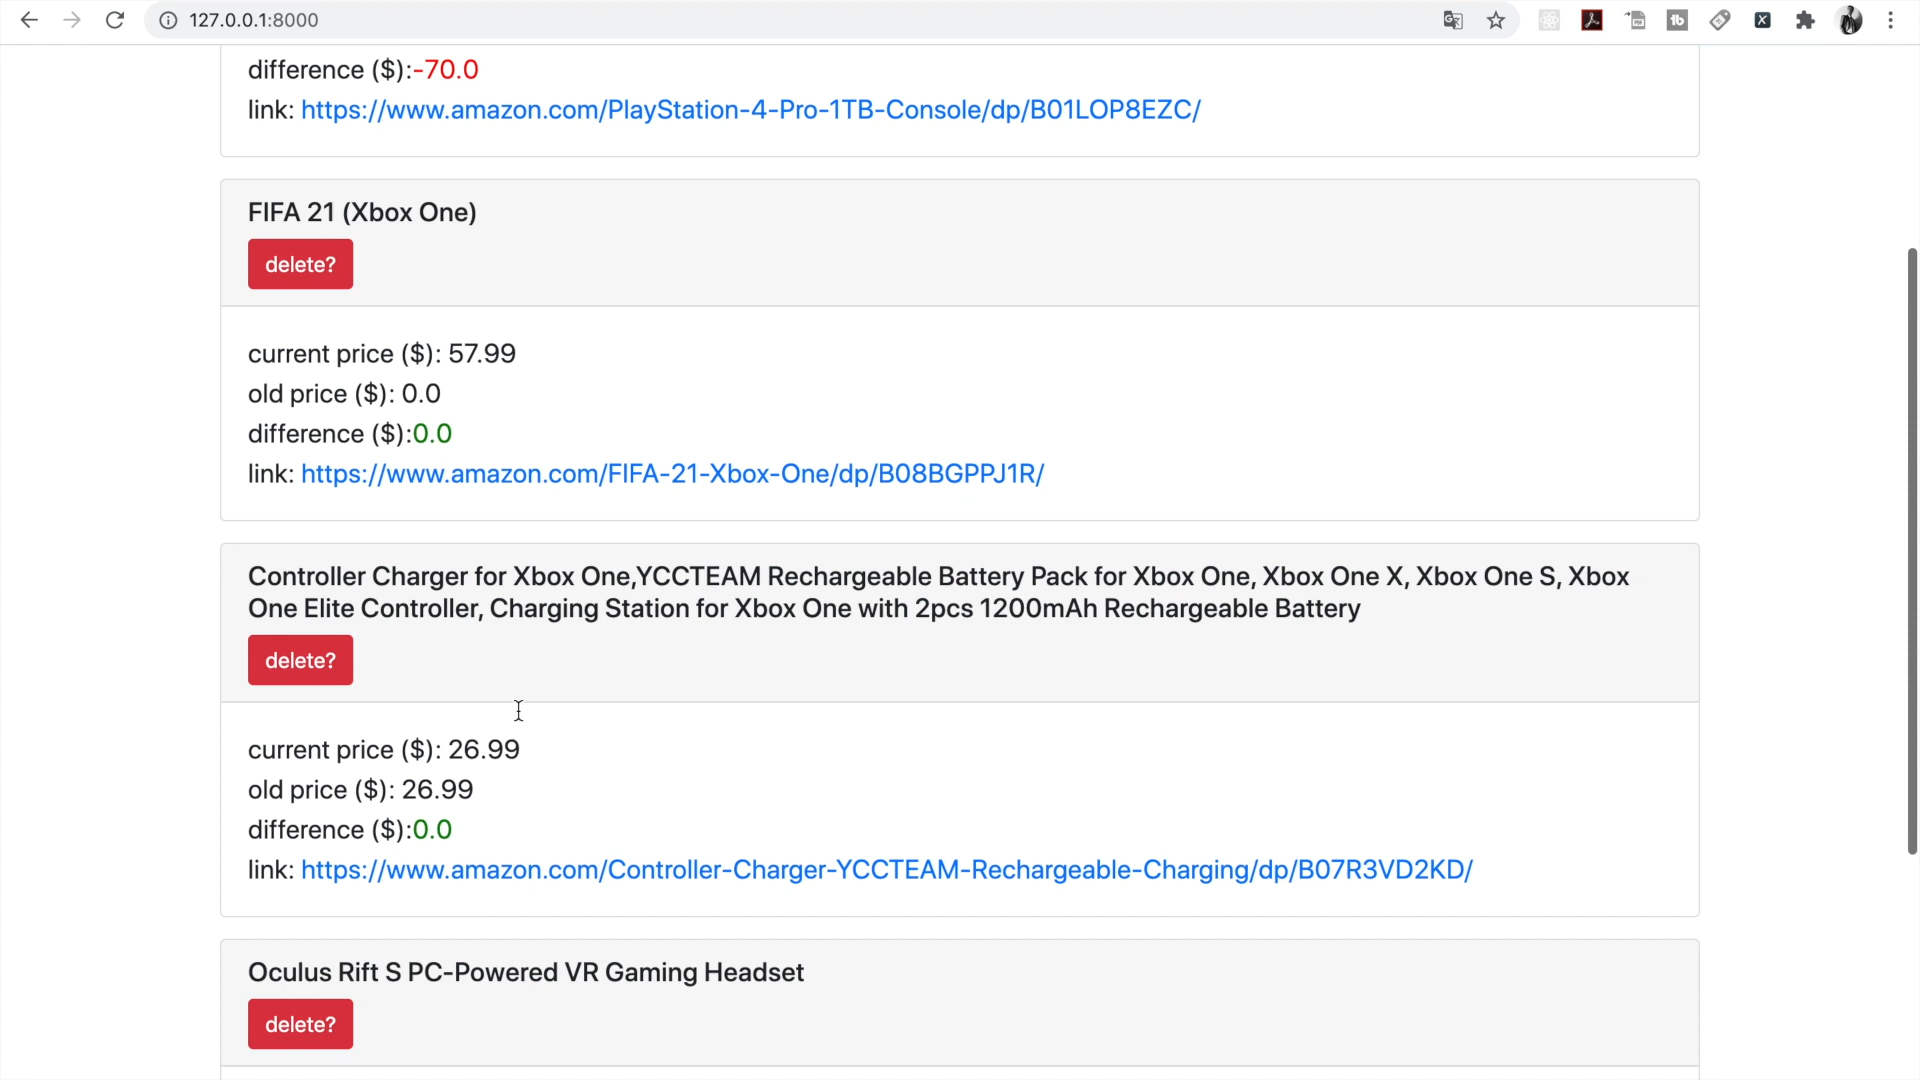 127.0.0.1:8000
difference ($):-70.0
link: https://www.amazon.com/PlayStation-4-Pro-1TB-Console/dp/B01LOP8EZC/
FIFA 21 (Xbox One)
delete?
current price ($): 57.99
old price ($): 0.0
difference ($):0.0
link: https://www.amazon.com/FIFA-21-Xbox-One/dp/B08BGPPJ1R/
Controller Charger for Xbox One,YCCTEAM Rechargeable Battery Pack for Xbox One, Xbox One X, Xbox One S, Xbox
One Elite Controller, Charging Station for Xbox One with 2pcs 1200mAh Rechargeable Battery
delete?
current price ($): 26.99
old price ($): 26.99
difference ($):0.0
link: https://www.amazon.com/Controller-Charger-YCCTEAM-Rechargeable-Charging/dp/B07R3VD2KD/
Oculus Rift S PC-Powered VR Gaming Headset
delete?